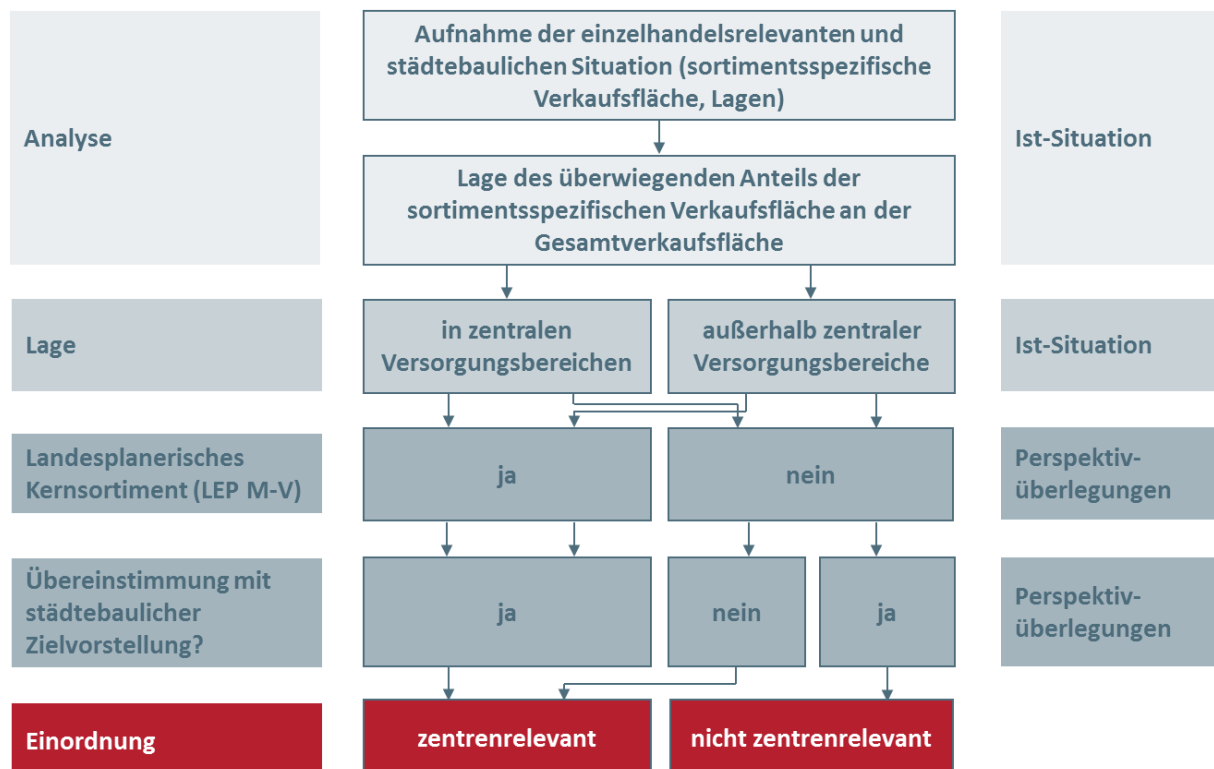 Analyse
Aufnahme der einzelhandelsrelevanten und
städtebaulichen Situation (sortimentsspezifische
Verkaufsfläche, Lagen)
Lage des überwiegenden Anteils der
sortimentsspezifischen Verkaufsfläche an der
Gesamtverkaufsfläche
Ist-Situation
Lage
in zentralen
Versorgungsbereichen
außerhalb zentraler
Versorgungsbereiche
Ist-Situation
Landesplanerisches
Kernsortiment (LEP M-V)
ja
nein
Perspektiv-
überlegungen
Übereinstimmung mit
städtebaulicher
Zielvorstellung?
ja
nein
ja
Perspektiv-
überlegungen
Einordnung
zentrenrelevant
nicht zentrenrelevant